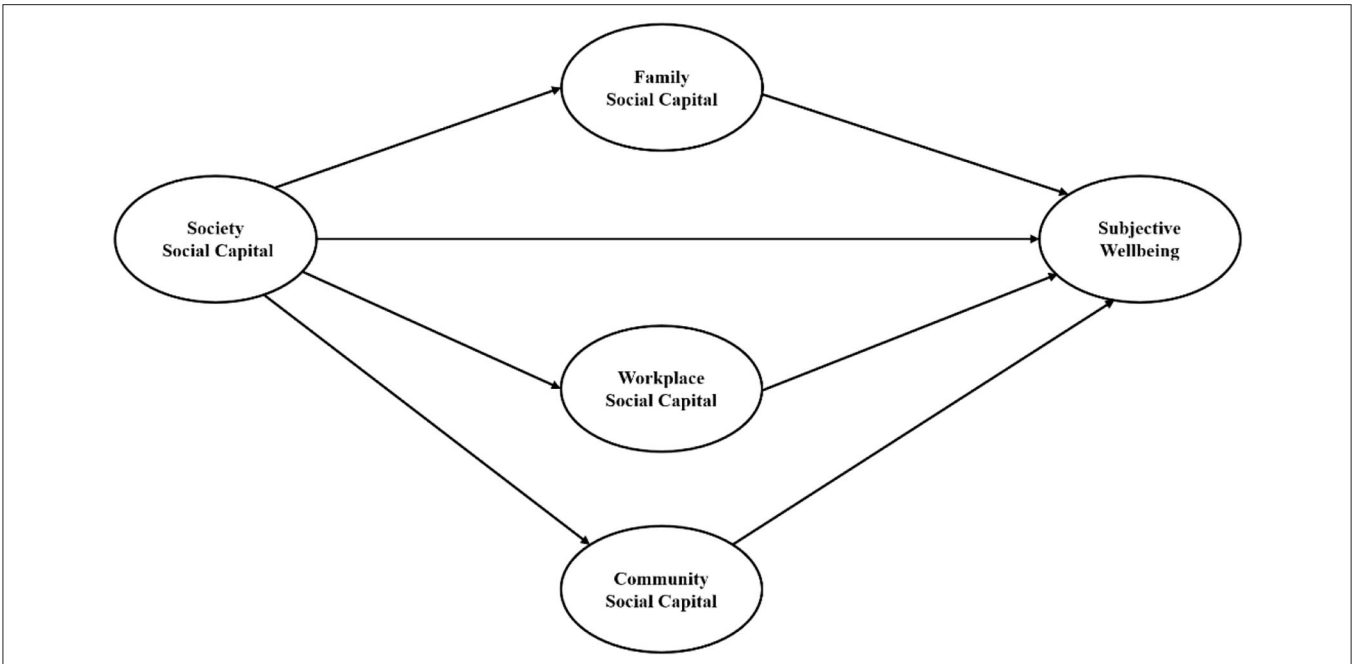 Family
Social Capital
Society
Social Capital
Subjective
Wellbeing
Workplace
Social Capital
Community
Social Capital